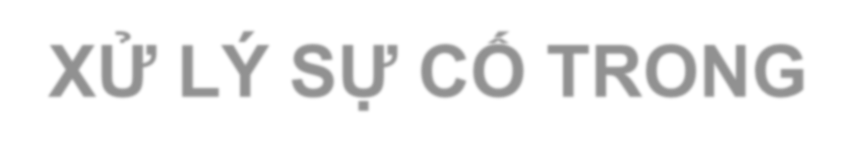 XỬ LÝ SỰ CỐ TRONG